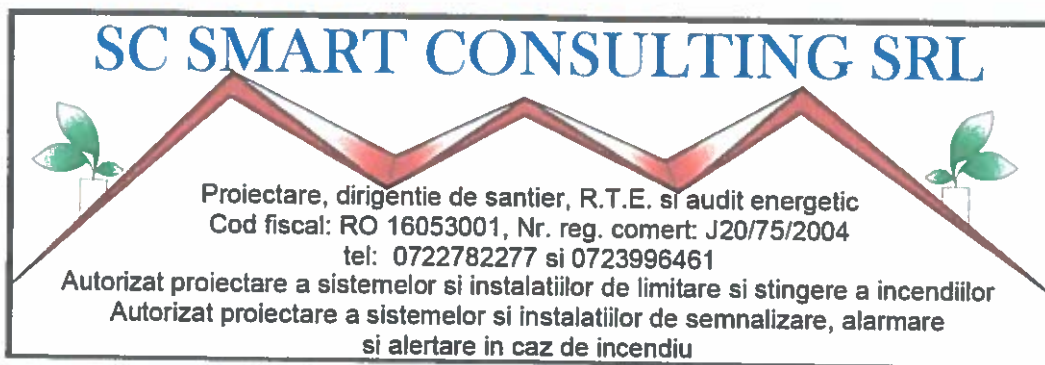 SC SMART CONSULTING SRL
Proiectare, dirigentie de santier, R.T.E. si audit energetic
Cod fiscal: RO 16053001, Nr. reg. comert: J20/75/2004
tel: 0722782277 si 0723996461
Autorizat proiectare a sistemelor si instalatiilor de limitare si stingere a incendiilor
Autorizat proiectare a sistemelor si instalatiilor de semnalizare, alarmare
si alertare in caz de incendiu